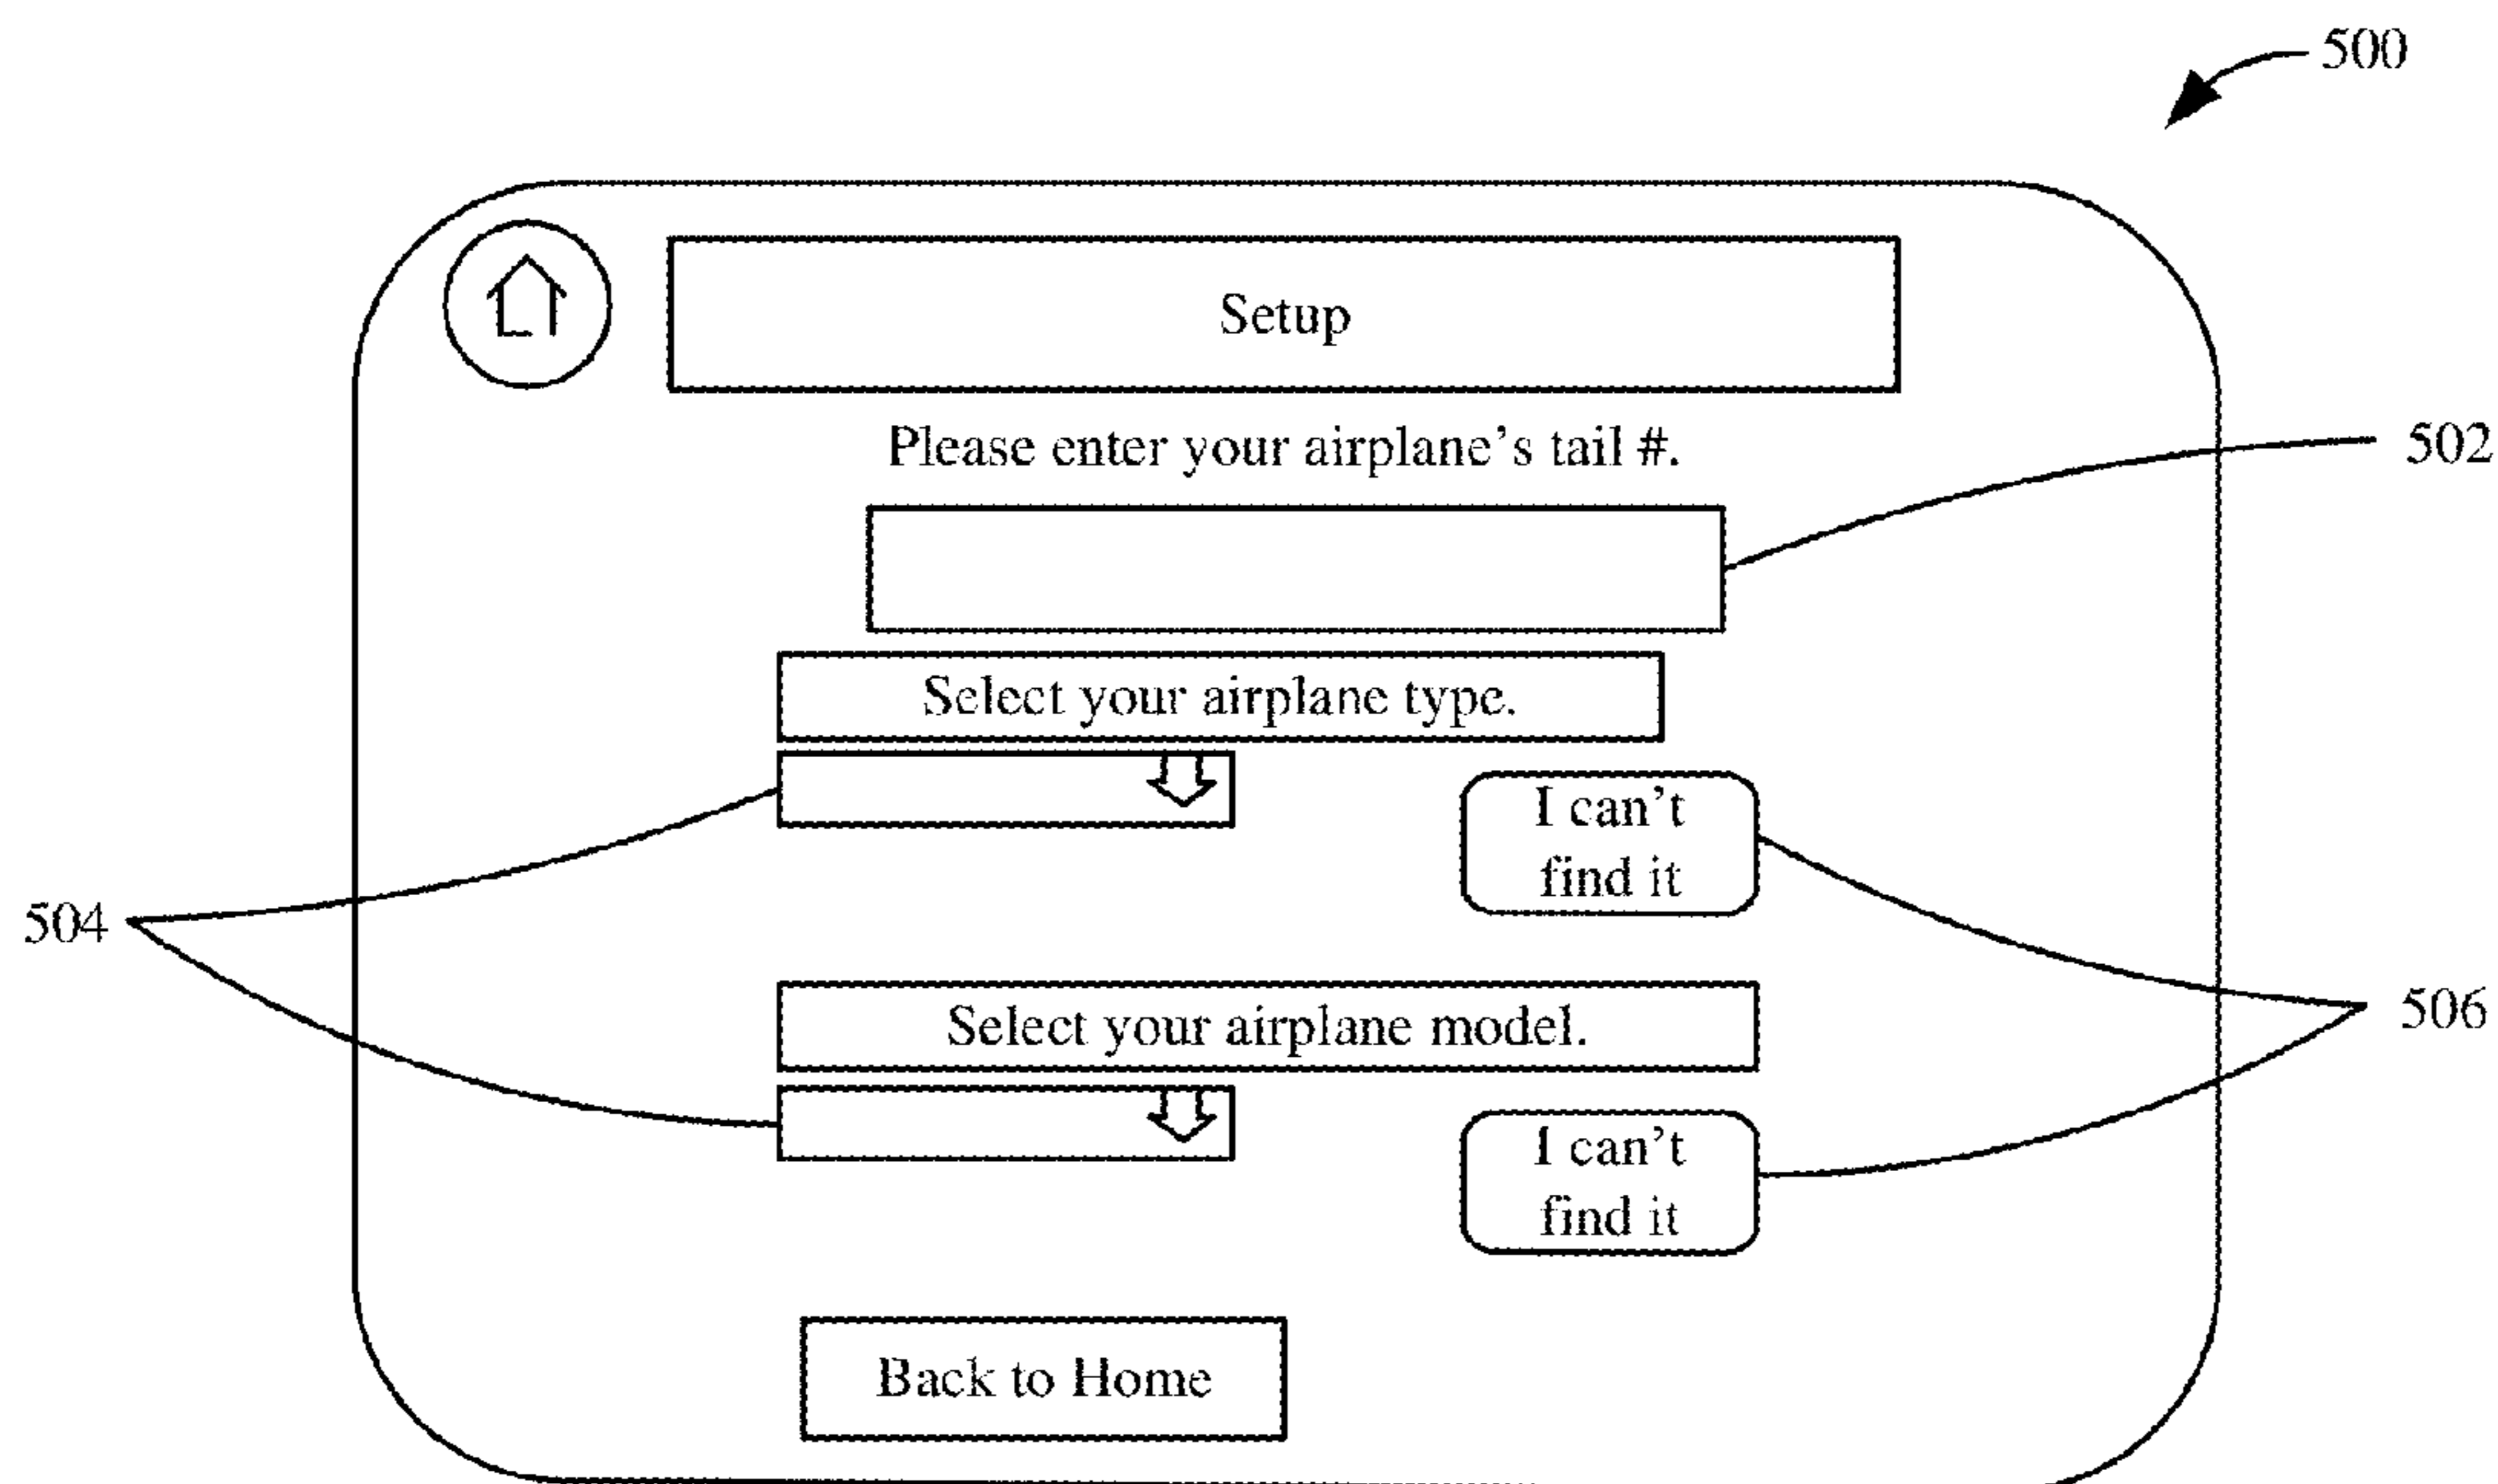 500
Setup
Please enter your airplane’s tail #.
502
Select your airplane type.
I can’t
find it
504
Select your airplane model.
506
I can’t
find it
Back to Home